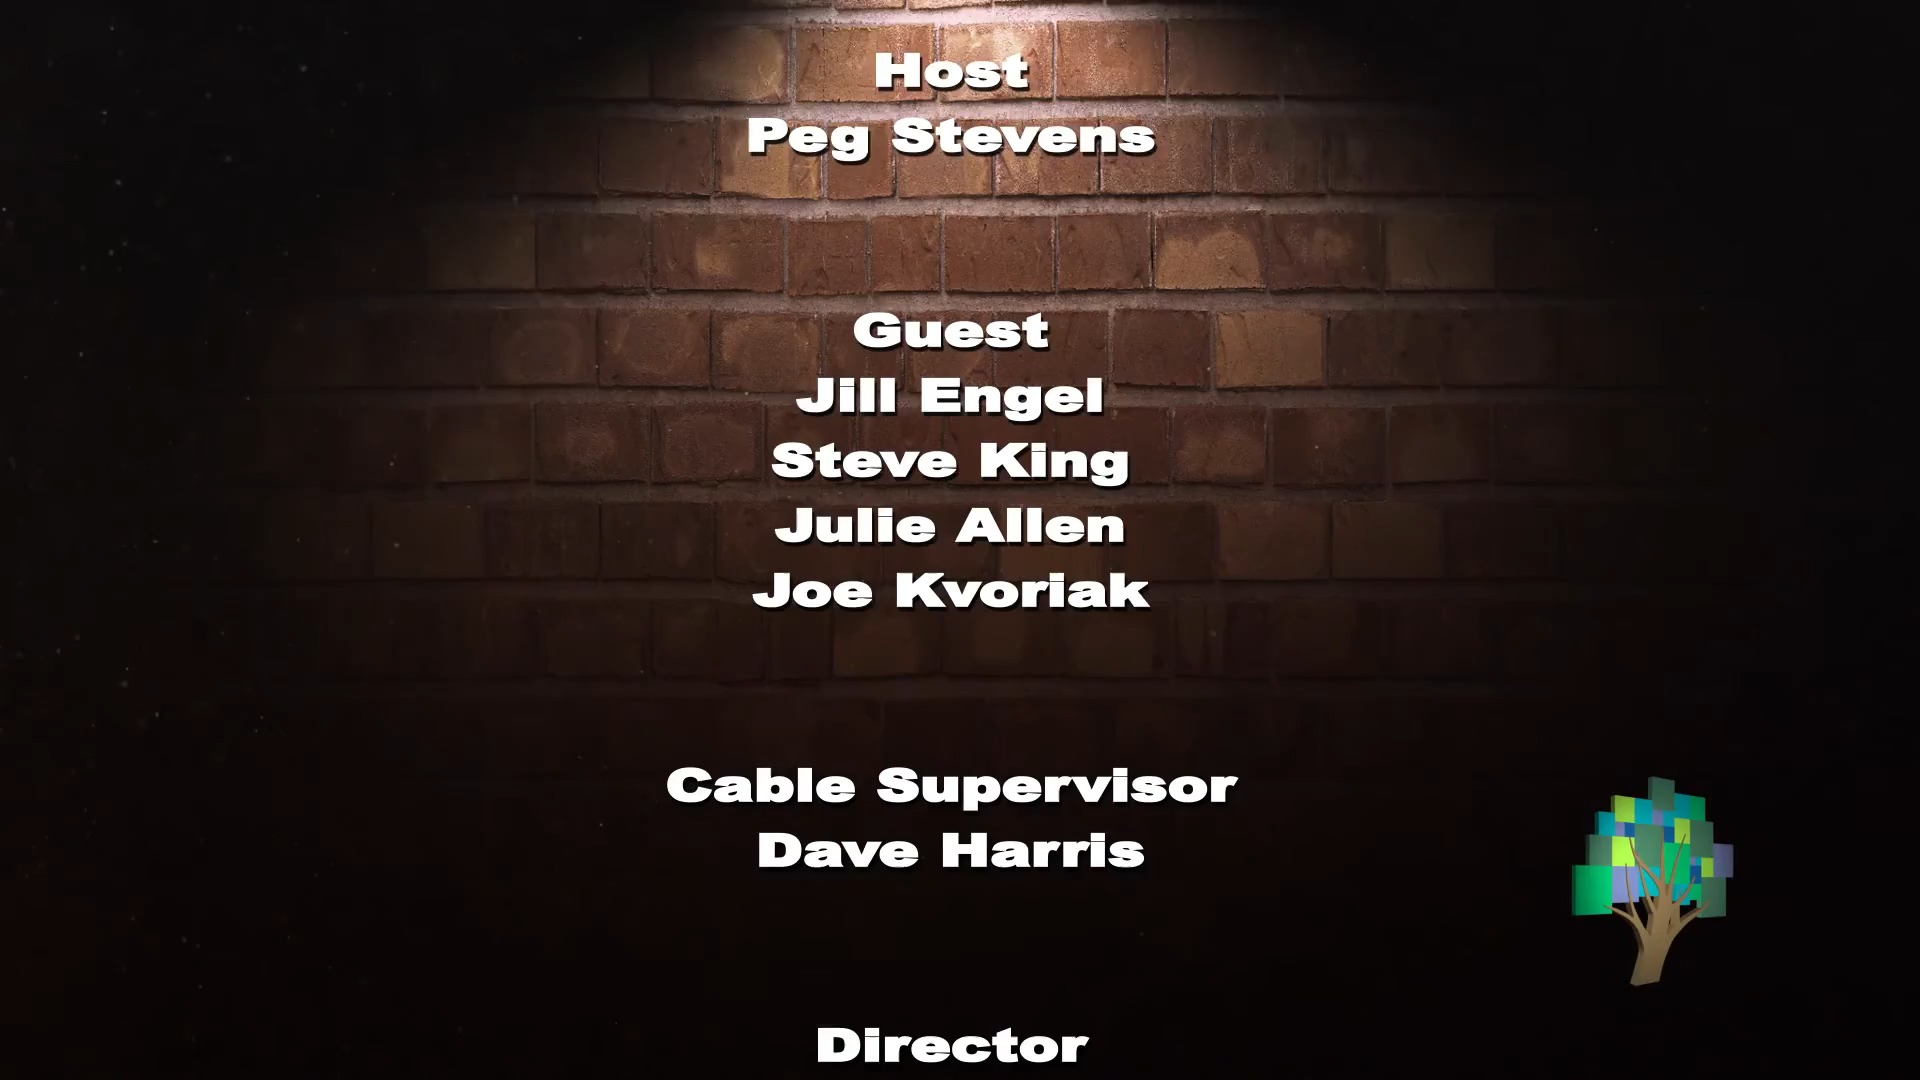 Host
Peg Stevens
Guest
Jill Engel
Steve King
Julie Allen
Joe Kvoriak
Cable Supervisor
Dave Harris
Director